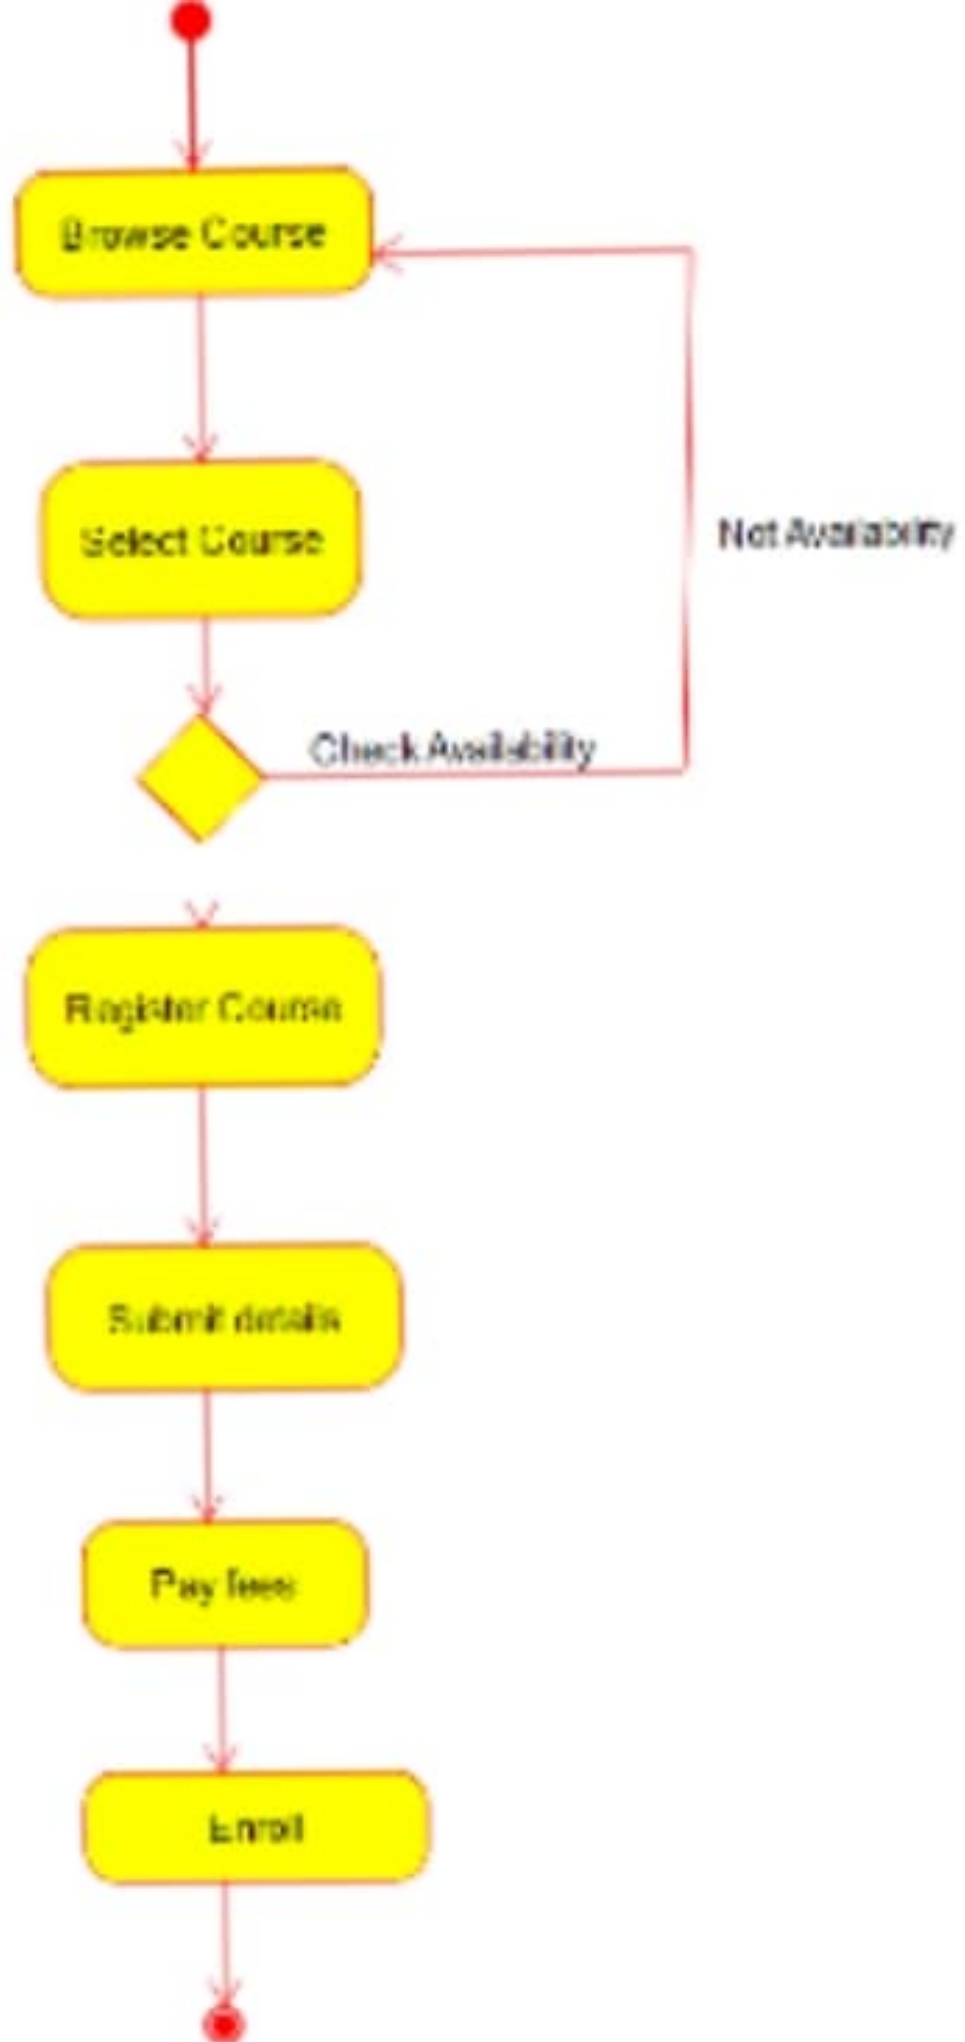 Browse Course
Select Course
Not Availability
Check Availability
Register Course
Submit details
Pay fees
Enroll